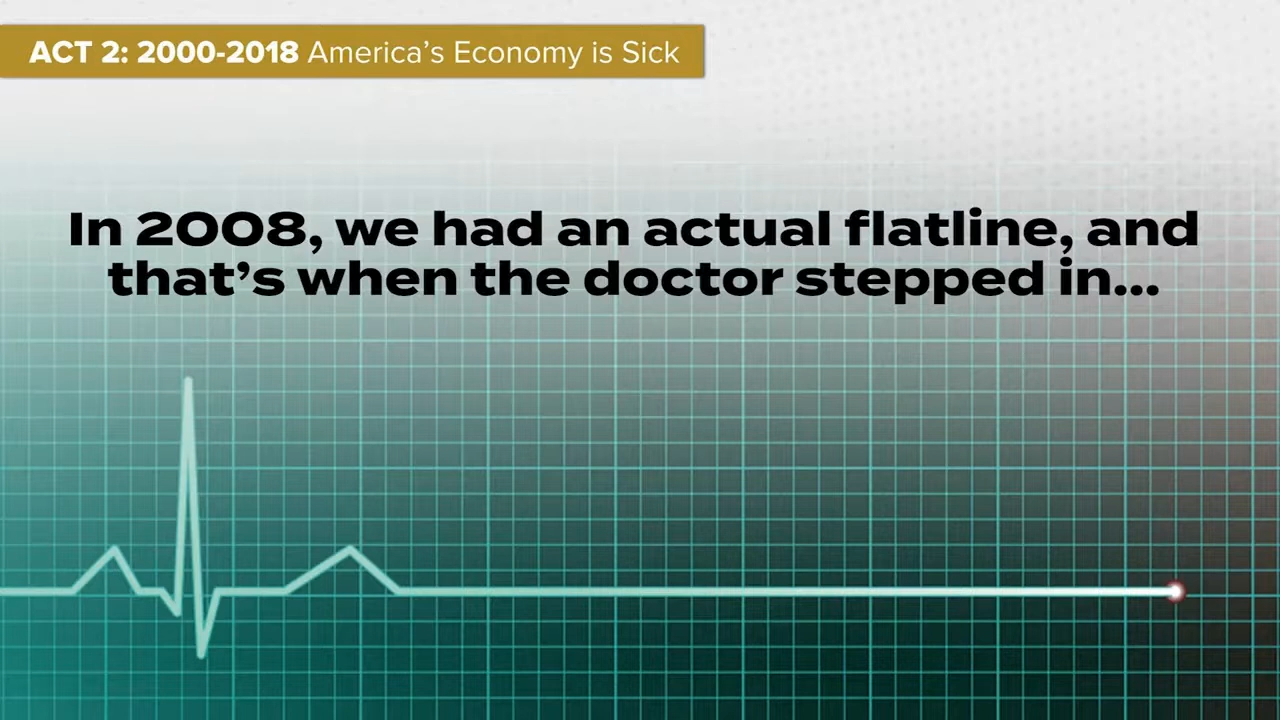 ACT 2: 2000-2018 America’s Economy is Sick
In 2008, we had an actual flatline, and
that’s when the doctor stepped in...